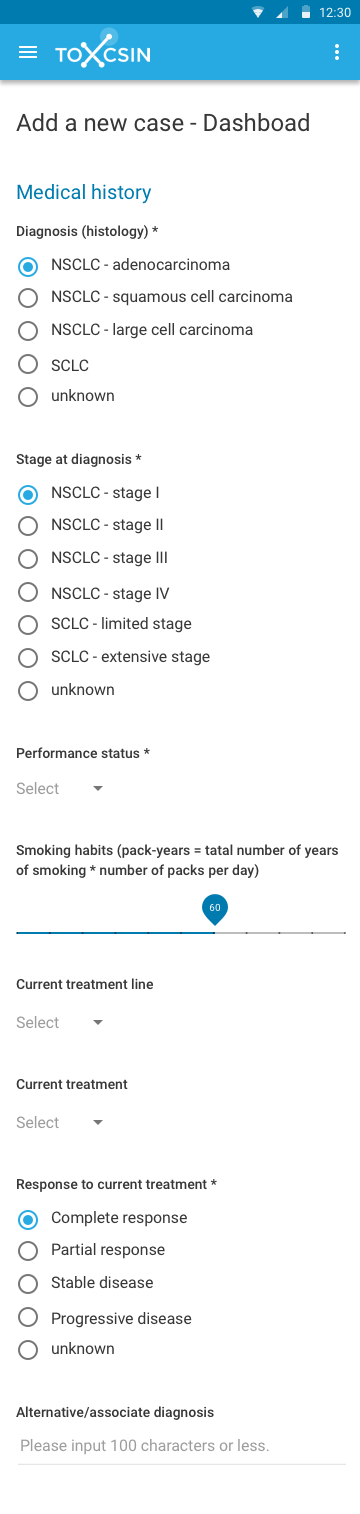 12:30
TOXCSIN
Add a new case - Dashboad
Medical history
Diagnosis (histology) *
NSCLC - adenocarcinoma
NSCLC - squamous cell carcinoma
NSCLC - large cell carcinoma
SCLC
unknown
Stage at diagnosis *
NSCLC - stage I
NSCLC - stage II
NSCLC - stage III
NSCLC - stage IV
SCLC - limited stage
SCLC - extensive stage
unknown
Performance status *
Select
Smoking habits (pack-years = tatal number of years
of smoking * number of packs per day)
60
Current treatment line
Select
Current treatment
Select
Response to current treatment *
Complete response
Partial response
Stable disease
Progressive disease
unknown
Alternative/associate diagnosis
Please input 100 characters or less.